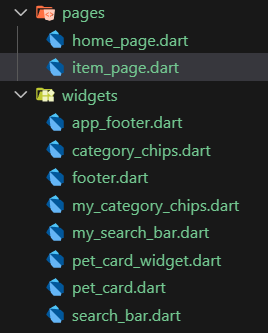 pages
home_page.dart
item_page.dart
widgets
app_footer.dart
category_chips.dart
footer.dart
my_category_chips.dart
my_search_bar.dart
pet_card_widget.dart
pet_card.dart
search_bar.dart